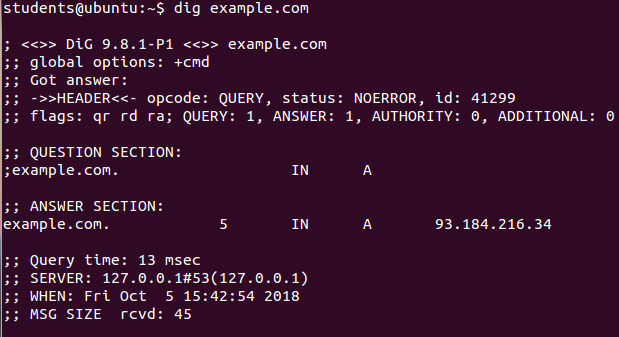 students@ubuntu:~$ dig example.com
; <<>> DiG 9.8.1-P1 <<>> example.com
;; global options: +cmd
;; Got answer:
;; ->>HEADER<<- opcode: QUERY, status: NOERROR, id: 41299
;; flags: qr rd ra; QUERY: 1, ANSWER: 1, AUTHORITY: 0, ADDITIONAL: 0
;; QUESTION SECTION:
;example.com. IN A
;; ANSWER SECTION:
example.com. 5 IN A 93.184.216.34
;; Query time: 13 msec
;; SERVER: 127.0.0.1#53(127.0.0.1)
;; WHEN: Fri Oct  5 15:42:54 2018
;; MSG SIZE  rcvd: 45